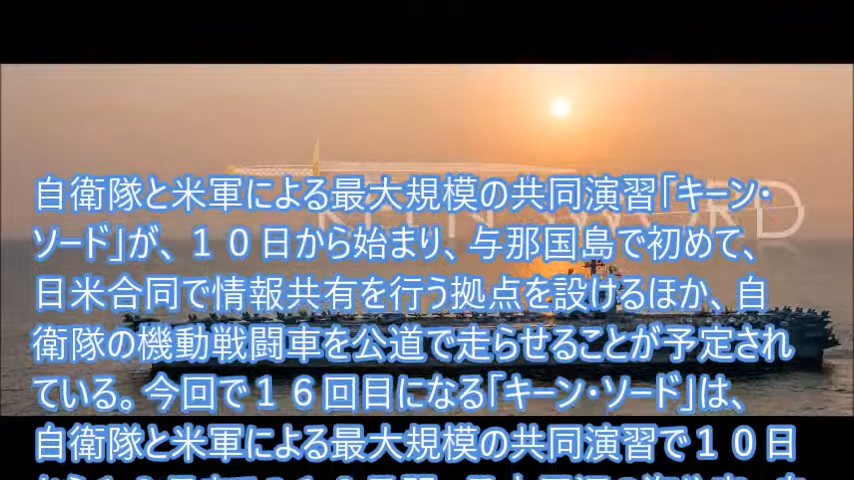 自衛隊と米軍による最大規模の共同演習「キーン・
ソード」が、１０日から始まり、与那国島で初めて、
日米合同で情報共有を行う拠点を設けるほか、自
衛隊の機動戦闘車を公道で走らせることが予定され
ている。今回で１６回目になる「キーン・ソード」は、
自衛隊と米軍による最大規模の共同演習で１０日